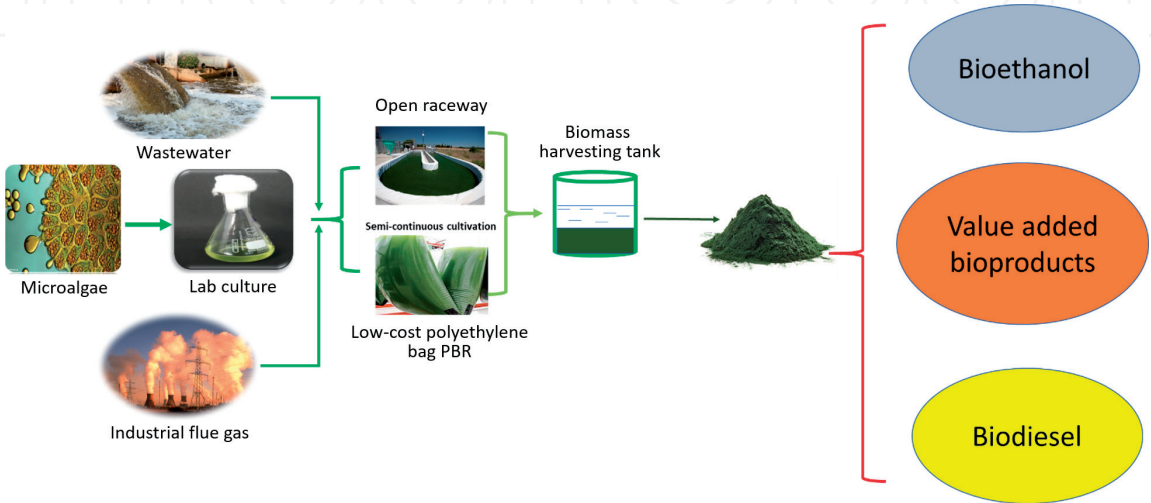 Wastewater
Microalgae
Lab culture
Industrial flue gas
Open raceway
Semi-continuous cultivation
Low-cost polyethylene
bag PBR
Biomass
harvesting tank
Bioethanol
Value added
bioproducts
Biodiesel